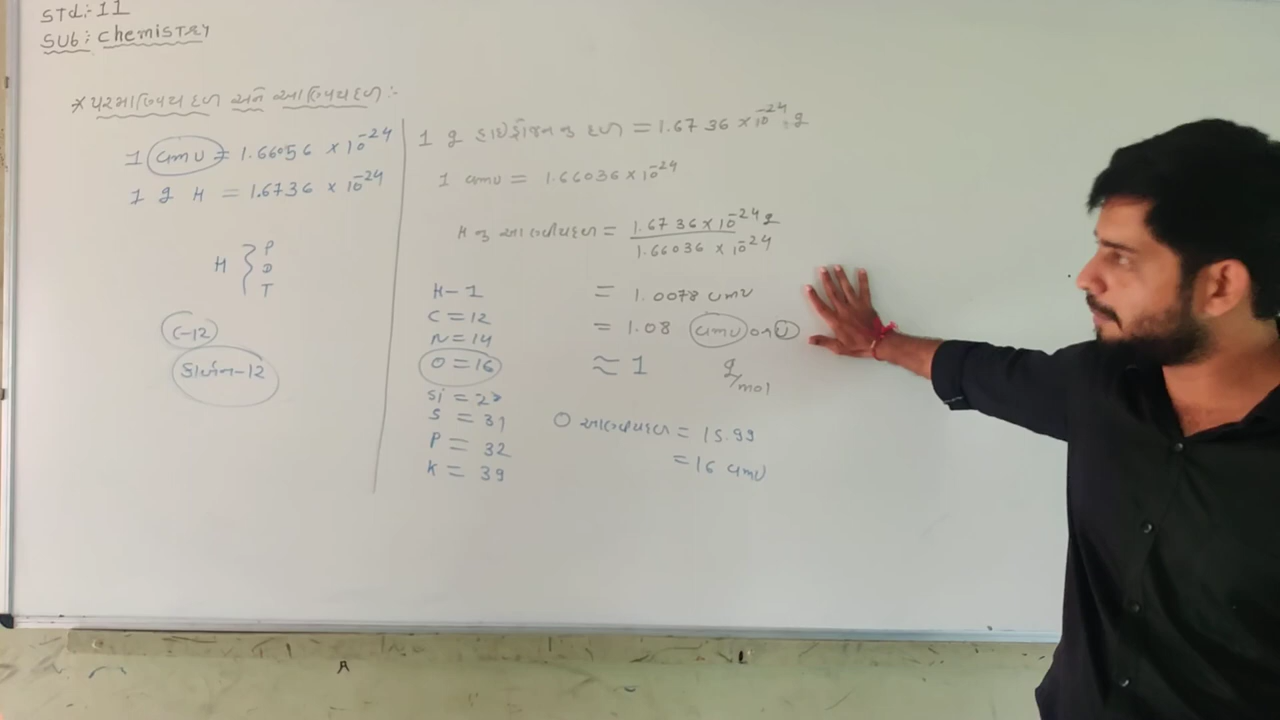 STd:-11
SUb: Chemistry
* પરમાણ્વિય દળ અને આણ્વિય દળ :-
1 amu = 1.66056 × 10^-24
1 g H = 1.6736 × 10^-24
H } P
D
T
C-12
કાર્બન-12
1 g હાઈડ્રોજન નુ દળ = 1.6736 × 10^-24 g
1 amu = 1.66036 × 10^-24
H નુ આણ્વીયદળ = 1.6736 × 10^-24 g
1.66036 × 10^-24
= 1.0078 amu
= 1.08 amu or u
≈ 1 g/mol
H-1
C = 12
N = 14
O = 16
Si = 28
S = 31
P = 32
K = 39
O આણ્વીયદળ = 15.99
= 16 amu